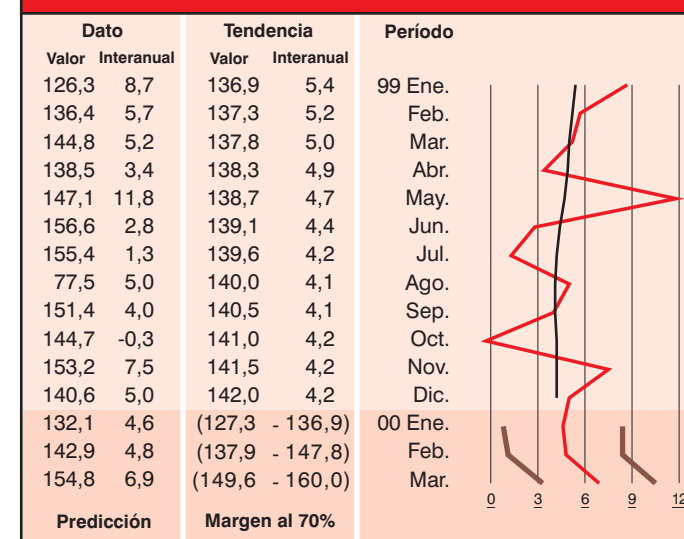 Dato Tendencia Período
Valor Interanual Valor Interanual
126,3 8,7 136,9 5,4 99 Ene.
136,4 5,7 137,3 5,2 Feb.
144,8 5,2 137,8 5,0 Mar.
138,5 3,4 138,3 4,9 Abr.
147,1 11,8 138,7 4,7 May.
156,6 2,8 139,1 4,4 Jun.
155,4 1,3 139,6 4,2 Jul.
77,5 5,0 140,0 4,1 Ago.
151,4 4,0 140,5 4,1 Sep.
144,7 -0,3 141,0 4,2 Oct.
153,2 7,5 141,5 4,2 Nov.
140,6 5,0 142,0 4,2 Dic.
132,1 4,6 (127,3 - 136,9) 00 Ene.
142,9 4,8 (137,9 - 147,8) Feb.
154,8 6,9 (149,6 - 160,0) Mar.
0 3 6 9 12
Predicción Margen al 70%